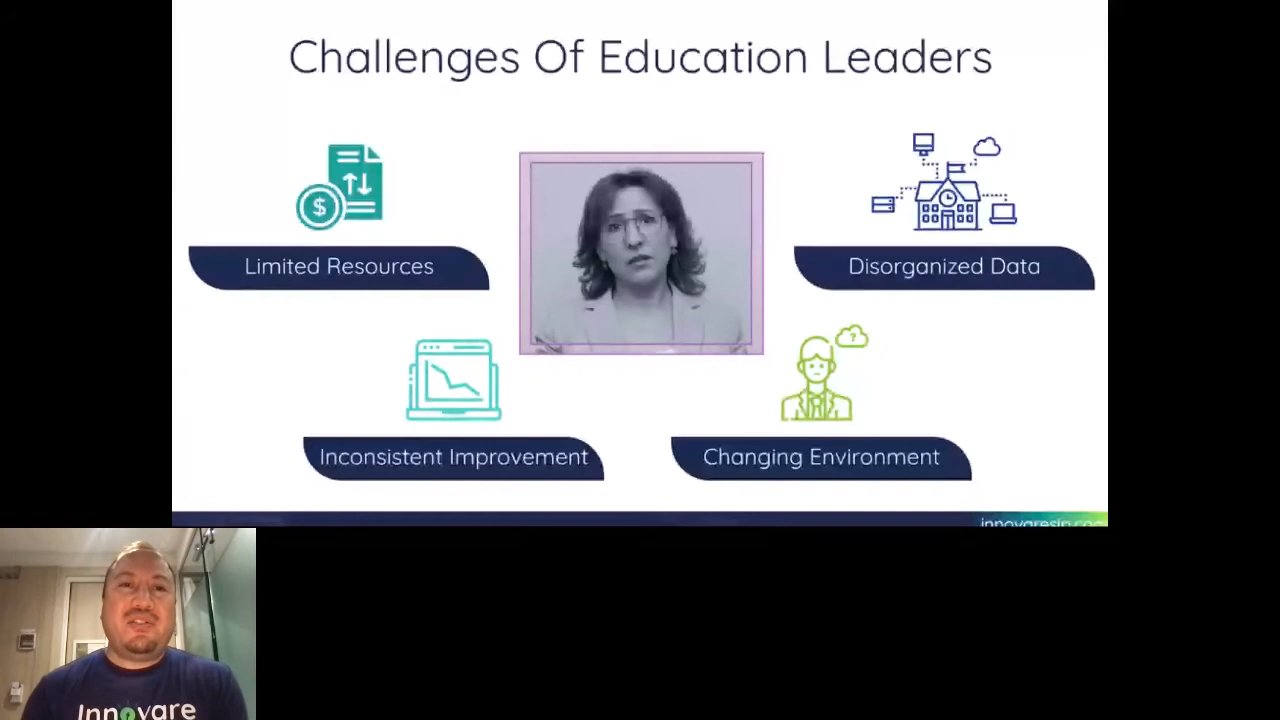 Challenges Of Education Leaders
$
Limited Resources
Disorganized Data
?
Inconsistent Improvement
Changing Environment
Innovare